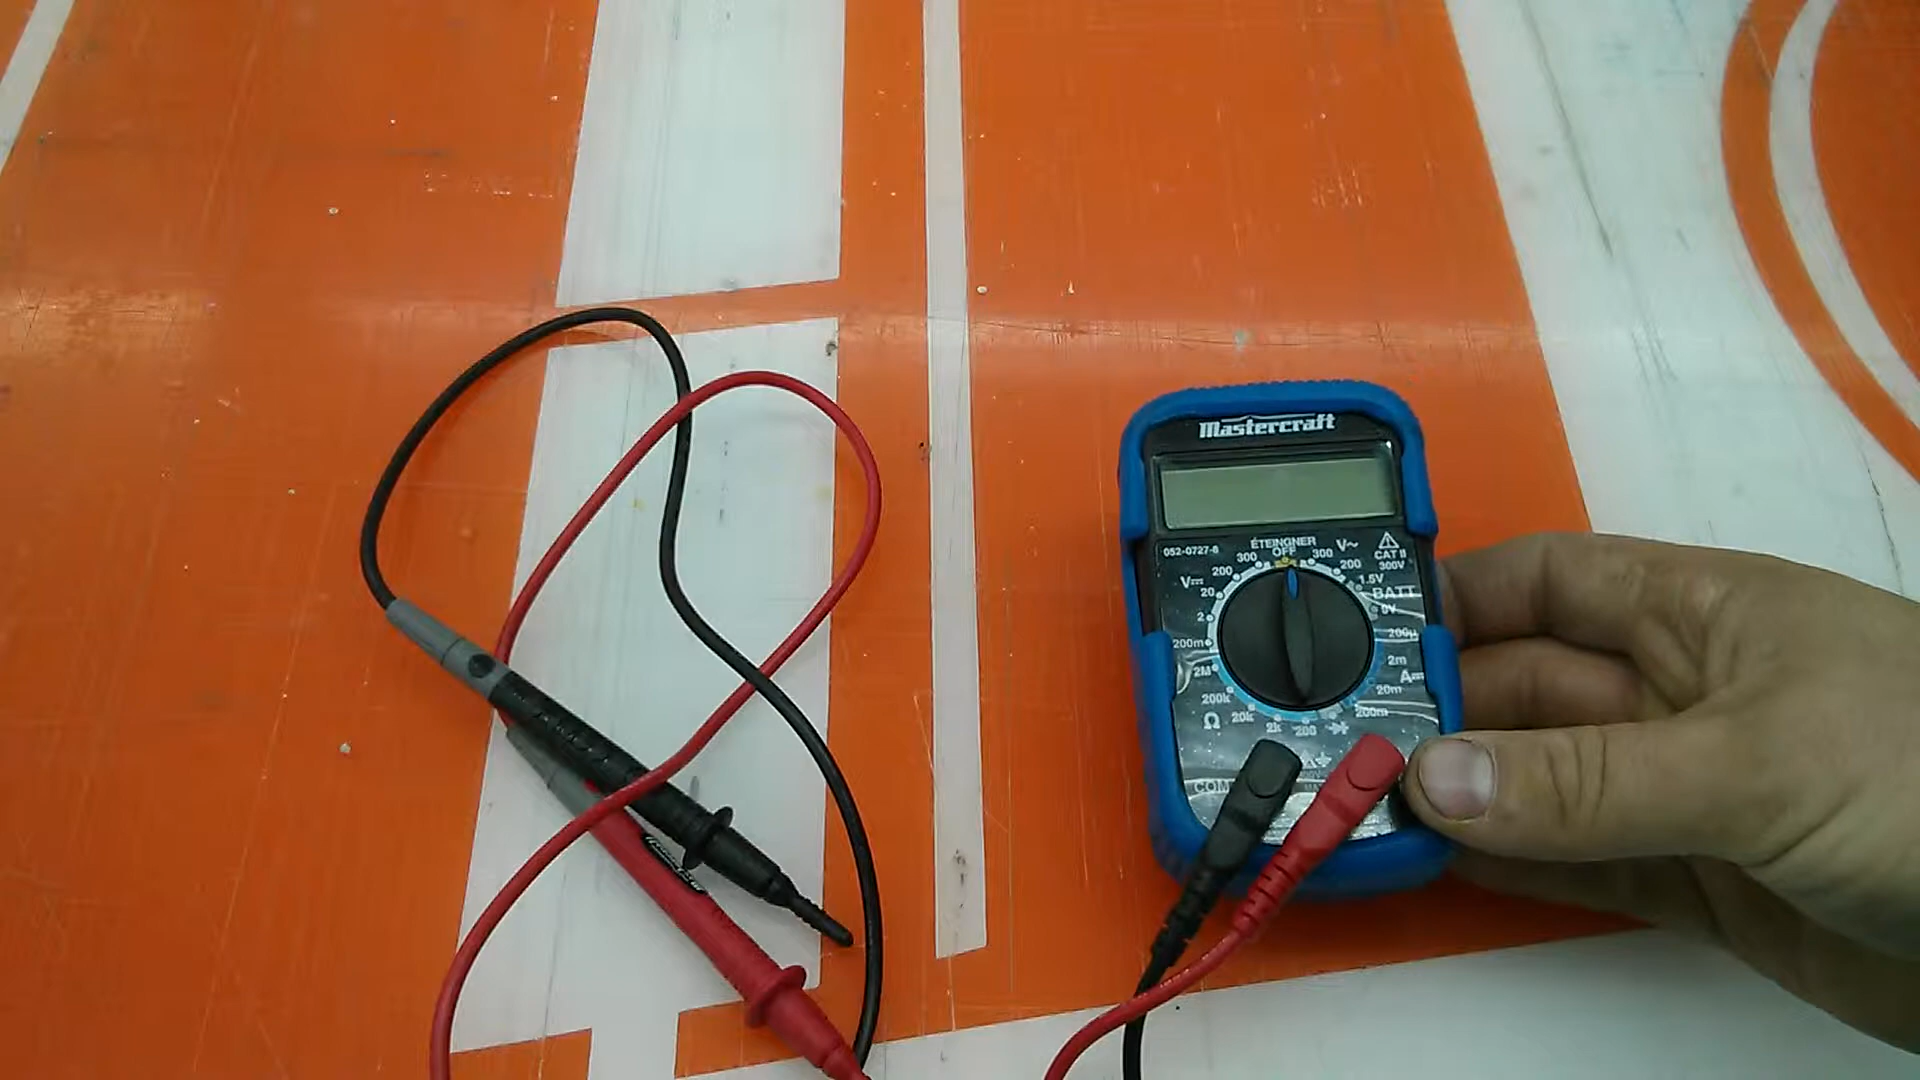 Mastercraft
052-0727-6
ÉTEINGNER
OFF
300
300
V~
CAT II
300V
V
200
200
20
1.5V
BATT
9V
2
200m
200µ
2M
2m
A
200k
20m
Ω
20k
2k
200
200m
COM